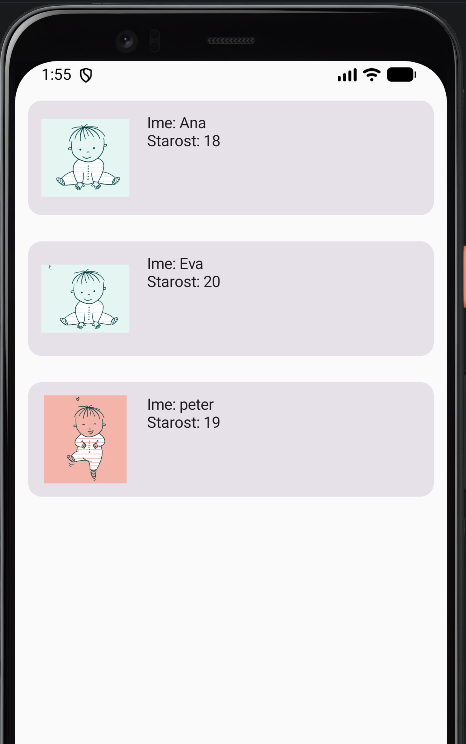 1:55
Ime: Ana
Starost: 18
Ime: Eva
Starost: 20
Ime: peter
Starost: 19